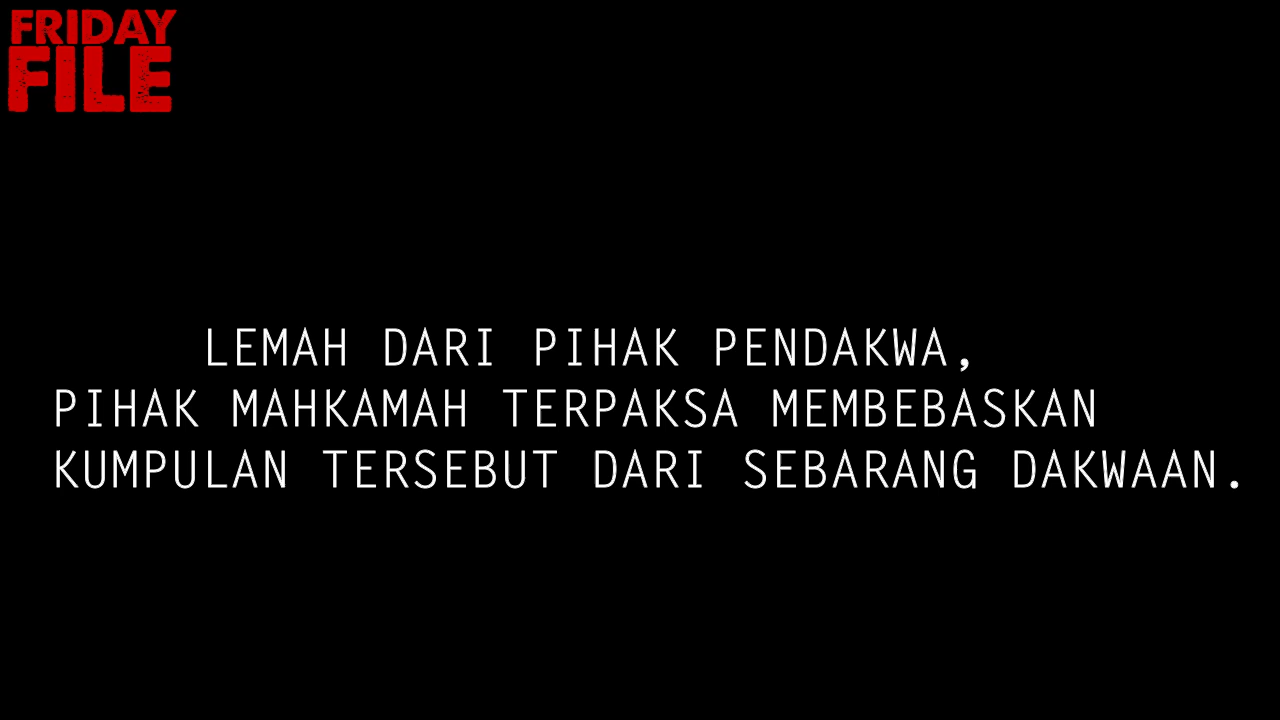 FRIDAY
FILE
LEMAH DARI PIHAK PENDAKWA,
PIHAK MAHKAMAH TERPAKSA MEMBEBASKAN
KUMPULAN TERSEBUT DARI SEBARANG DAKWAAN.